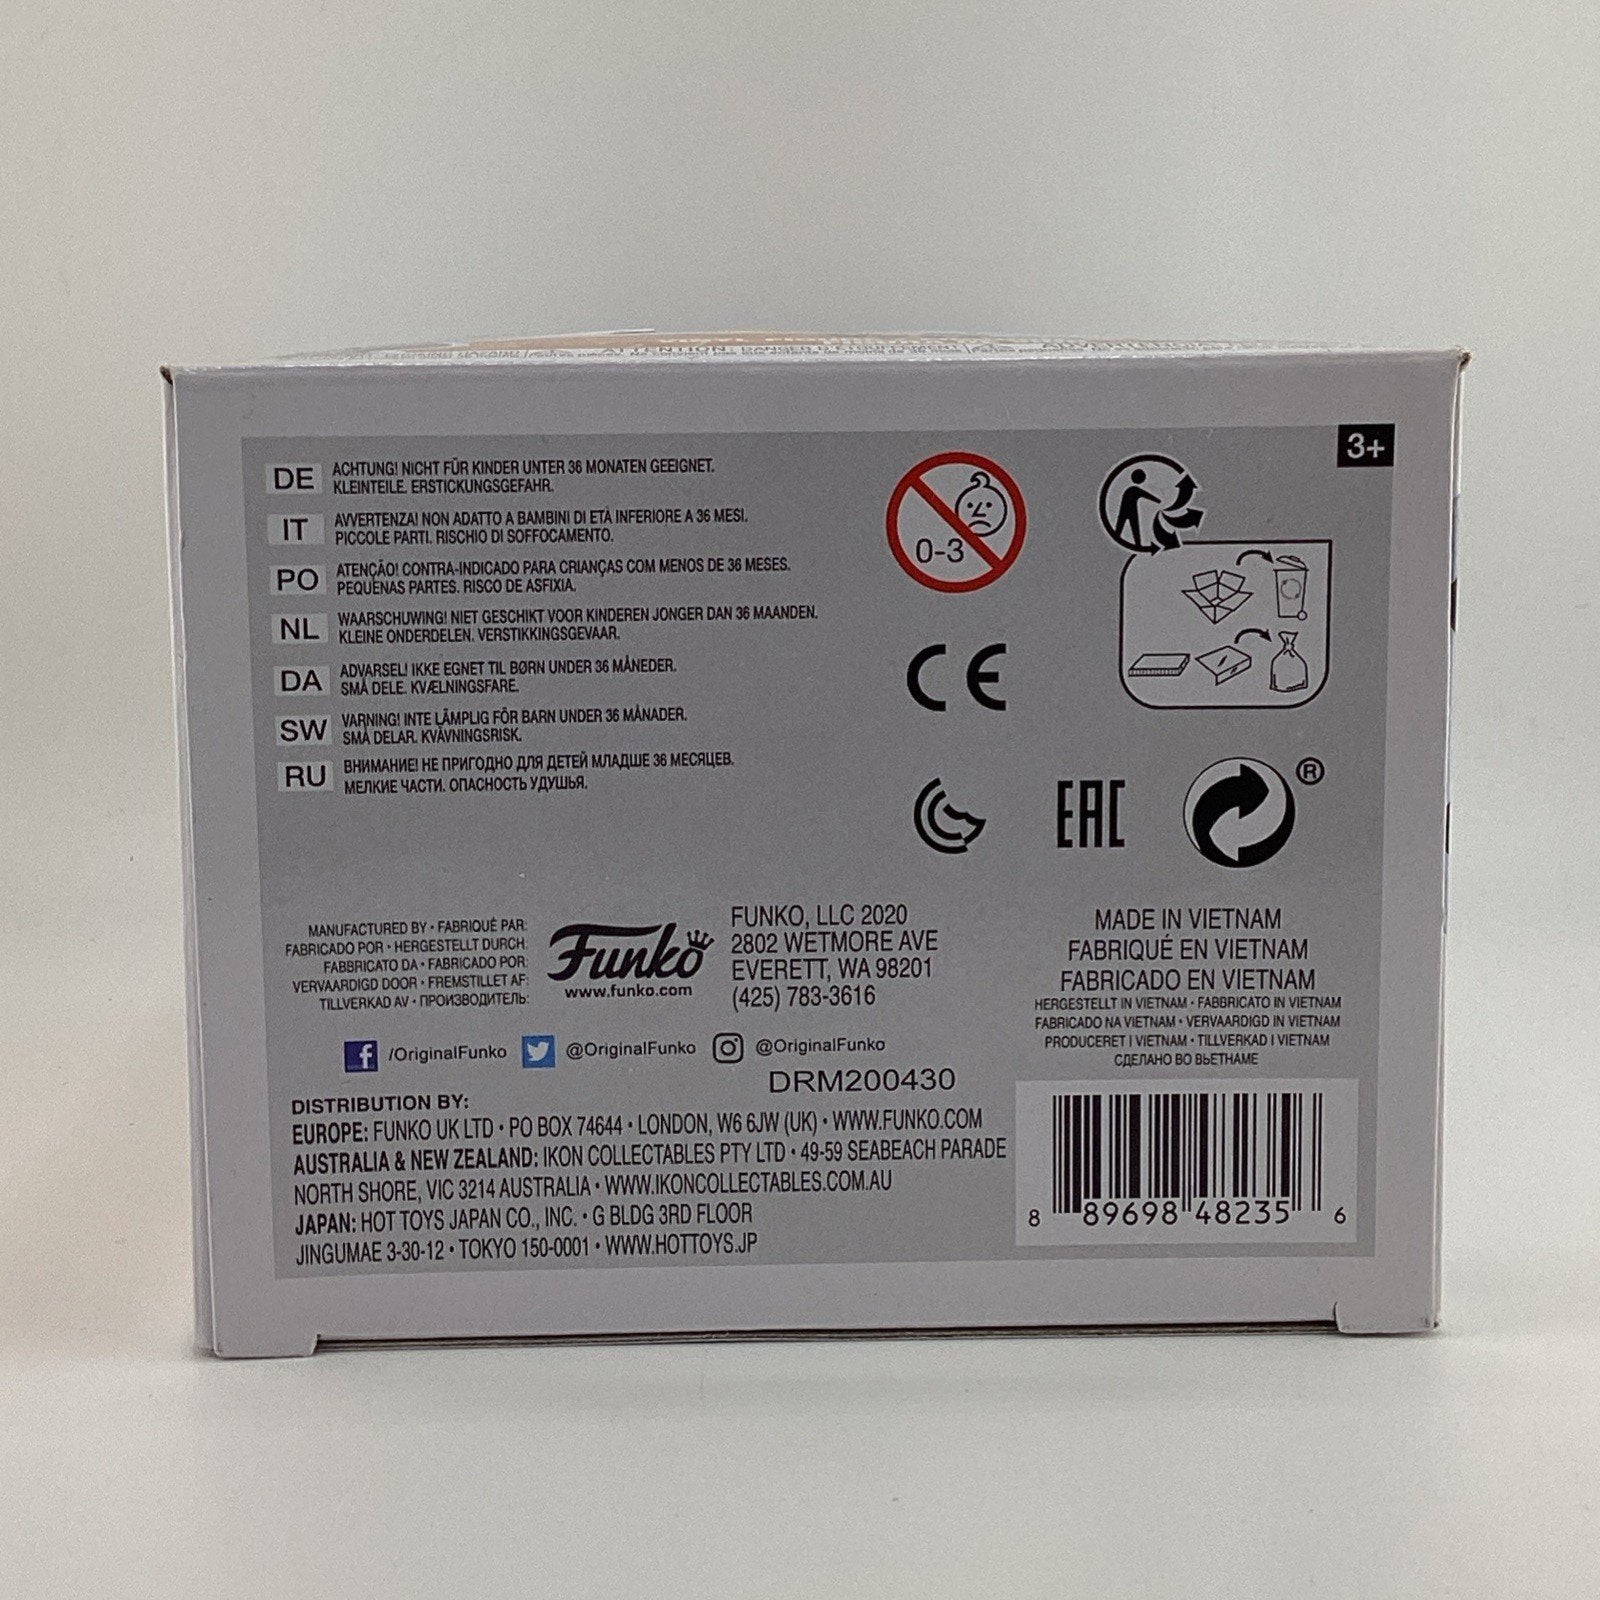 3+
DE ACHTUNG! NICHT FÜR KINDER UNTER 36 MONATEN GEEIGNET.
KLEINTEILE. ERSTICKUNGSGEFAHR.
IT AVVERTENZA! NON ADATTO A BAMBINI DI ETÀ INFERIORE A 36 MESI.
PICCOLE PARTI. RISCHIO DI SOFFOCAMENTO.
PO ATENÇÃO! CONTRA-INDICADO PARA CRIANÇAS COM MENOS DE 36 MESES.
PEQUENAS PARTES. RISCO DE ASFIXIA.
NL WAARSCHUWING! NIET GESCHIKT VOOR KINDEREN JONGER DAN 36 MAANDEN.
KLEINE ONDERDELEN. VERSTIKKINGSGEVAAR.
DA ADVARSEL! IKKE EGNET TIL BØRN UNDER 36 MÅNEDER.
SMÅ DELE. KVÆLNINGSFARE.
SW VARNING! INTE LÄMPLIG FÖR BARN UNDER 36 MÅNADER.
SMÅ DELAR. KVÄVNINGSRISK.
RU ВНИМАНИЕ! НЕ ПРИГОДНО ДЛЯ ДЕТЕЙ МЛАДШЕ 36 МЕСЯЦЕВ.
МЕЛКИЕ ЧАСТИ. ОПАСНОСТЬ УДУШЬЯ.
0-3
CE
EAC
®
MANUFACTURED BY • FABRIQUÉ PAR:
FABRICADO POR • HERGESTELLT DURCH:
FABBRICATO DA • FABRICADO POR:
VERVAARDIGD DOOR • FREMSTILLET AF:
TILLVERKAD AV • ПРОИЗВОДИТЕЛЬ:
Funko
www.funko.com
FUNKO, LLC 2020
2802 WETMORE AVE
EVERETT, WA 98201
(425) 783-3616
MADE IN VIETNAM
FABRIQUÉ EN VIETNAM
FABRICADO EN VIETNAM
HERGESTELLT IN VIETNAM • FABBRICATO IN VIETNAM
FABRICADO NA VIETNAM • VERVAARDIGD IN VIETNAM
PRODUCERET I VIETNAM • TILLVERKAD I VIETNAM
СДЕЛАНО ВО ВЬЕТНАМЕ
/OriginalFunko @OriginalFunko @OriginalFunko
DRM200430
DISTRIBUTION BY:
EUROPE: FUNKO UK LTD • PO BOX 74644 • LONDON, W6 6JW (UK) • WWW.FUNKO.COM
AUSTRALIA & NEW ZEALAND: IKON COLLECTABLES PTY LTD • 49-59 SEABEACH PARADE
NORTH SHORE, VIC 3214 AUSTRALIA • WWW.IKONCOLLECTABLES.COM.AU
JAPAN: HOT TOYS JAPAN CO., INC. • G BLDG 3RD FLOOR
JINGUMAE 3-30-12 • TOKYO 150-0001 • WWW.HOTTOYS.JP
8 89698 48235 6